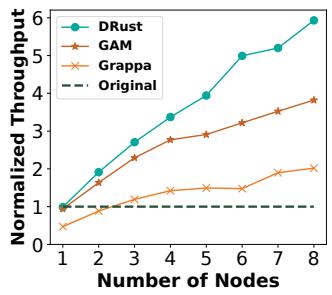 DRust
GAM
Grappa
Original
Normalized Throughput
6
5
4
3
2
1
0
1 2 3 4 5 6 7 8
Number of Nodes